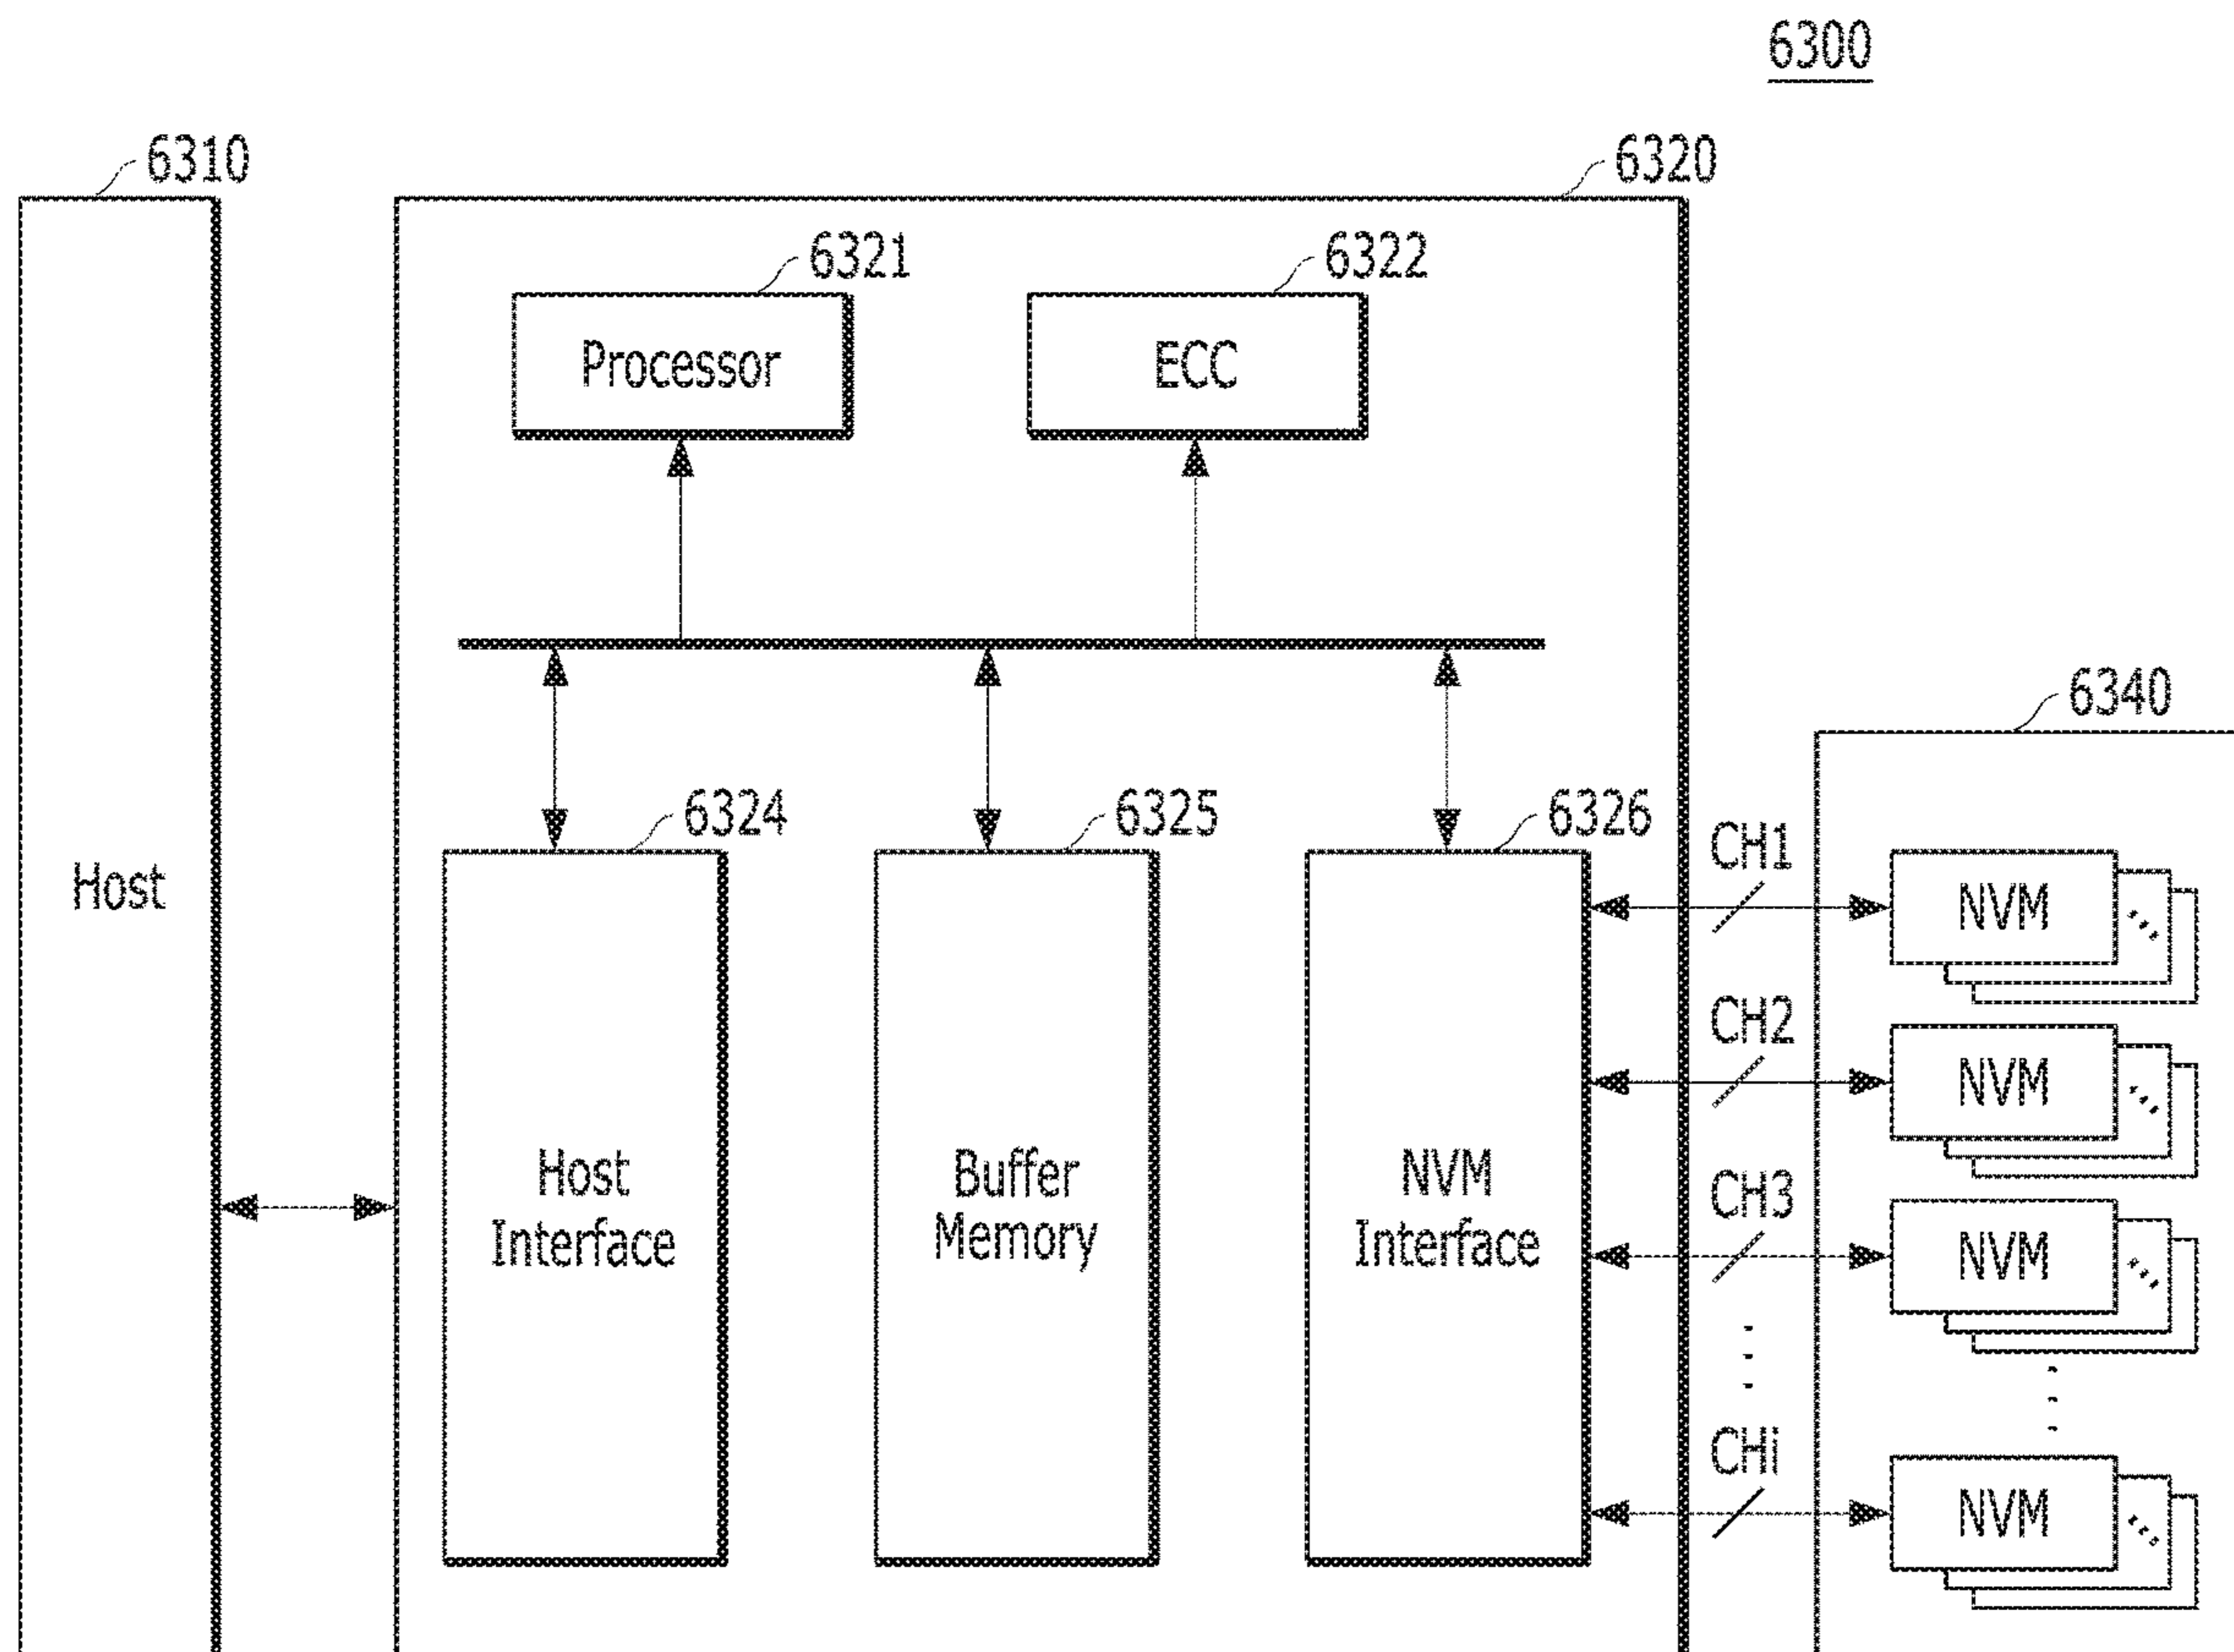 6300
6310
6320
6321
6322
Processor
ECC
6340
6324
6325
6326
CH1
Host
NVM
CH2
NVM
Host
Interface
Buffer
Memory
NVM
Interface
CH3
NVM
CHi
NVM